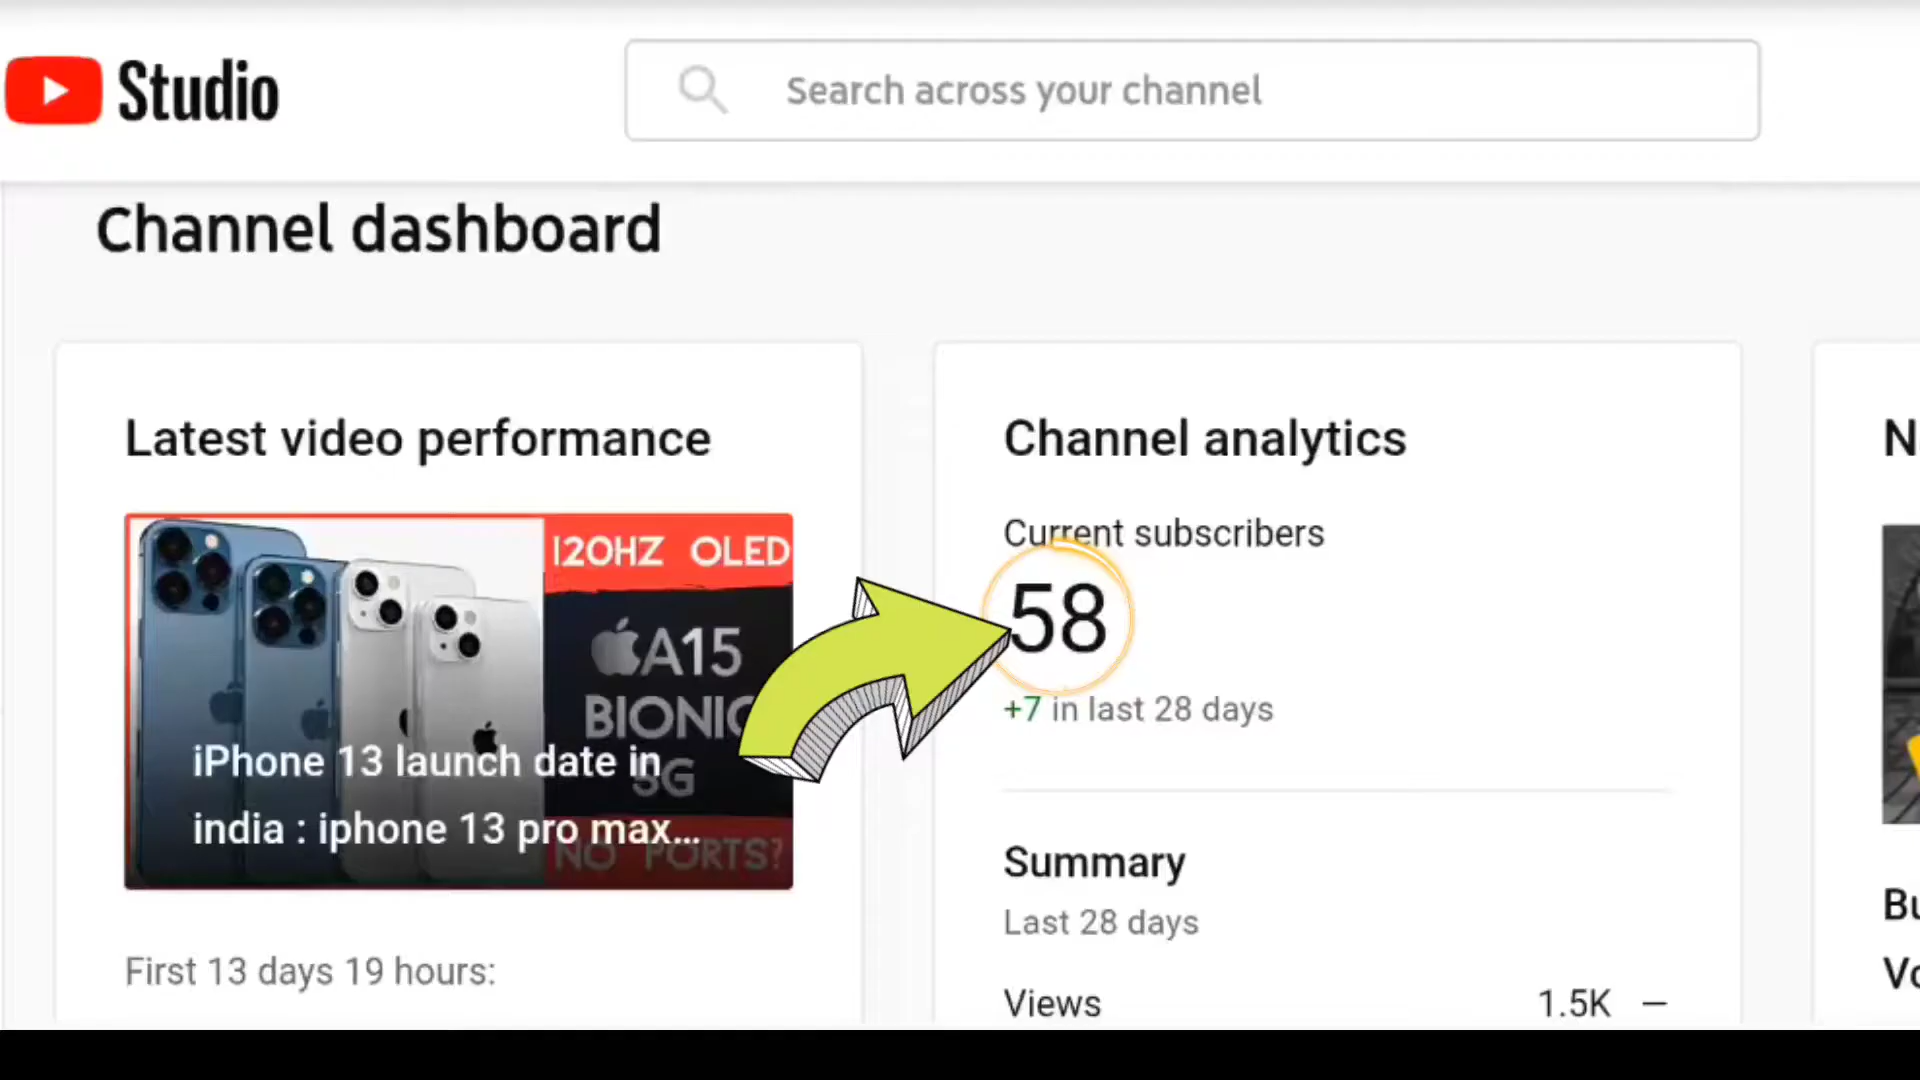 Studio
Search across your channel
Channel dashboard
Latest video performance
120HZ OLED
A15
BIONIC
5G
iPhone 13 launch date in
india : iphone 13 pro max...
NO PORTS?
First 13 days 19 hours:
Channel analytics
Current subscribers
58
+7 in last 28 days
Summary
Last 28 days
Views 1.5K —